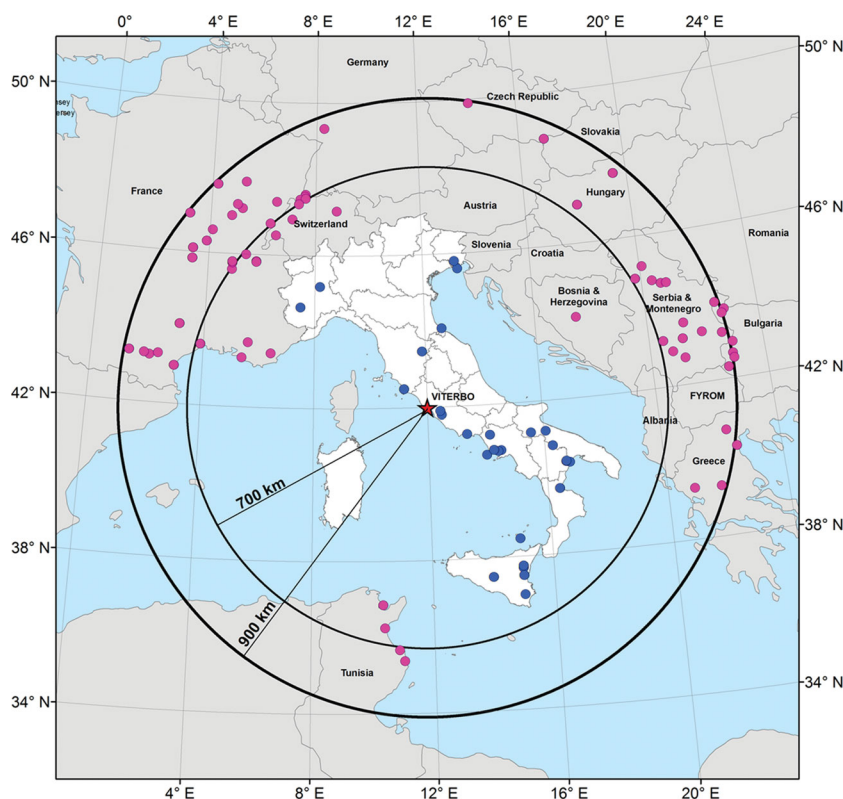 0° 4° E 8° E 12° E 16° E 20° E 24° E
50° N
50° N
Germany
Czech Republic
sey
ersey
Slovakia
France
Hungary
46° N
Austria
Switzerland
46° N
Romania
Slovenia
Croatia
Bosnia &
Herzegovina
Serbia &
Montenegro
Bulgaria
42° N
42° N
VITERBO
FYROM
Albania
Greece
700 km
38° N
38° N
900 km
Tunisia
34° N
34° N
4° E 8° E 12° E 16° E 20° E